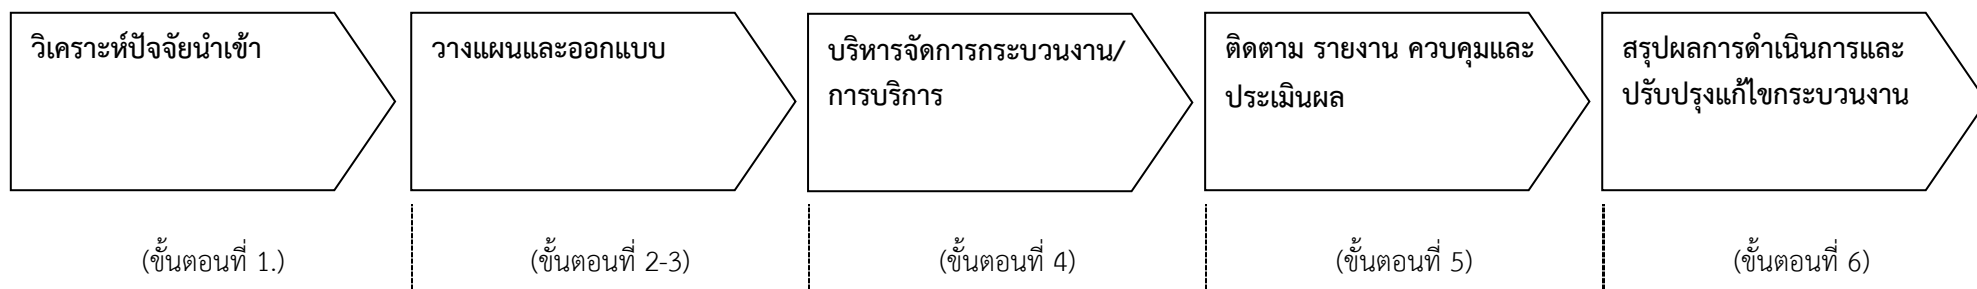 วิเคราะห์ปัจจัยนำเข้า
วางแผนและออกแบบ
บริหารจัดการกระบวนงาน/
การบริการ
ติดตาม รายงาน ควบคุมและ
ประเมินผล
สรุปผลการดำเนินการและ
ปรับปรุงแก้ไขกระบวนงาน
(ขั้นตอนที่ 1.)
(ขั้นตอนที่ 2-3)
(ขั้นตอนที่ 4)
(ขั้นตอนที่ 5)
(ขั้นตอนที่ 6)